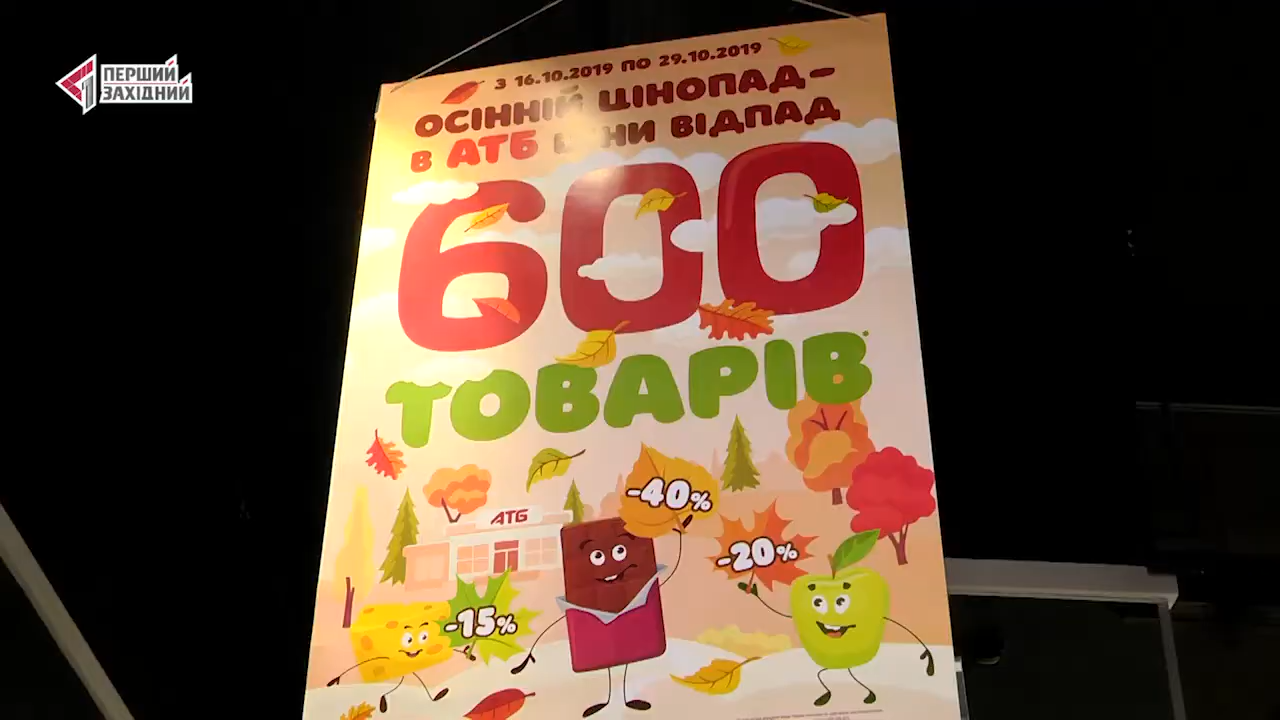 ПЕРШИЙ
ЗАХІДНИЙ
З 16.10.2019 ПО 29.10.2019
ОСІННІЙ ЦІНОПАД-
В АТБ ЦІНИ ВІДПАД
600
ТОВАРІВ*
-40%
АТБ
-20%
-15%